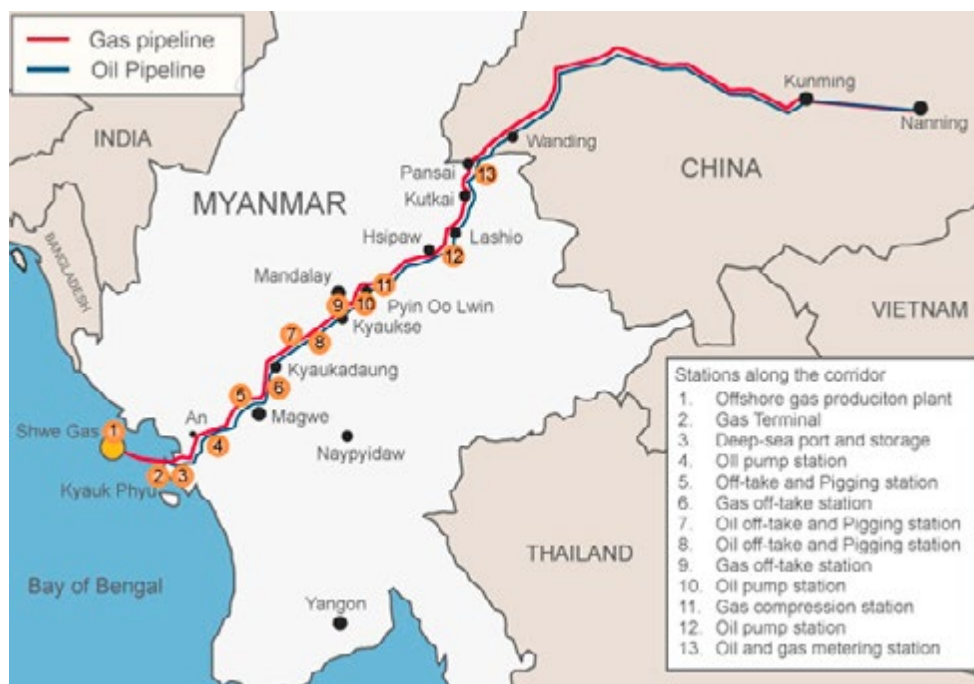 Gas pipeline
Oil Pipeline
INDIA
BANGLADESH
MYANMAR
CHINA
VIETNAM
THAILAND
Bay of Bengal
Kunming
Nanning
Wanding
Pansai
13
Kutkai
Hsipaw
Lashio
12
Mandalay
11
9
10
Pyin Oo Lwin
Kyaukse
7
8
Kyaukadaung
6
5
Magwe
An
4
Naypyidaw
Shwe Gas
1
2
3
Kyauk Phyu
Yangon
Stations along the corridor
1. Offshore gas produciton plant
2. Gas Terminal
3. Deep-sea port and storage
4. OIl pump station
5. Off-take and Pigging station
6. Gas off-take station
7. Oil off-take and Pigging station
8. Oil off-take and Pigging station
9. Gas off-take station
10. Oil pump station
11. Gas compression station
12. Oil pump station
13. Oil and gas metering station